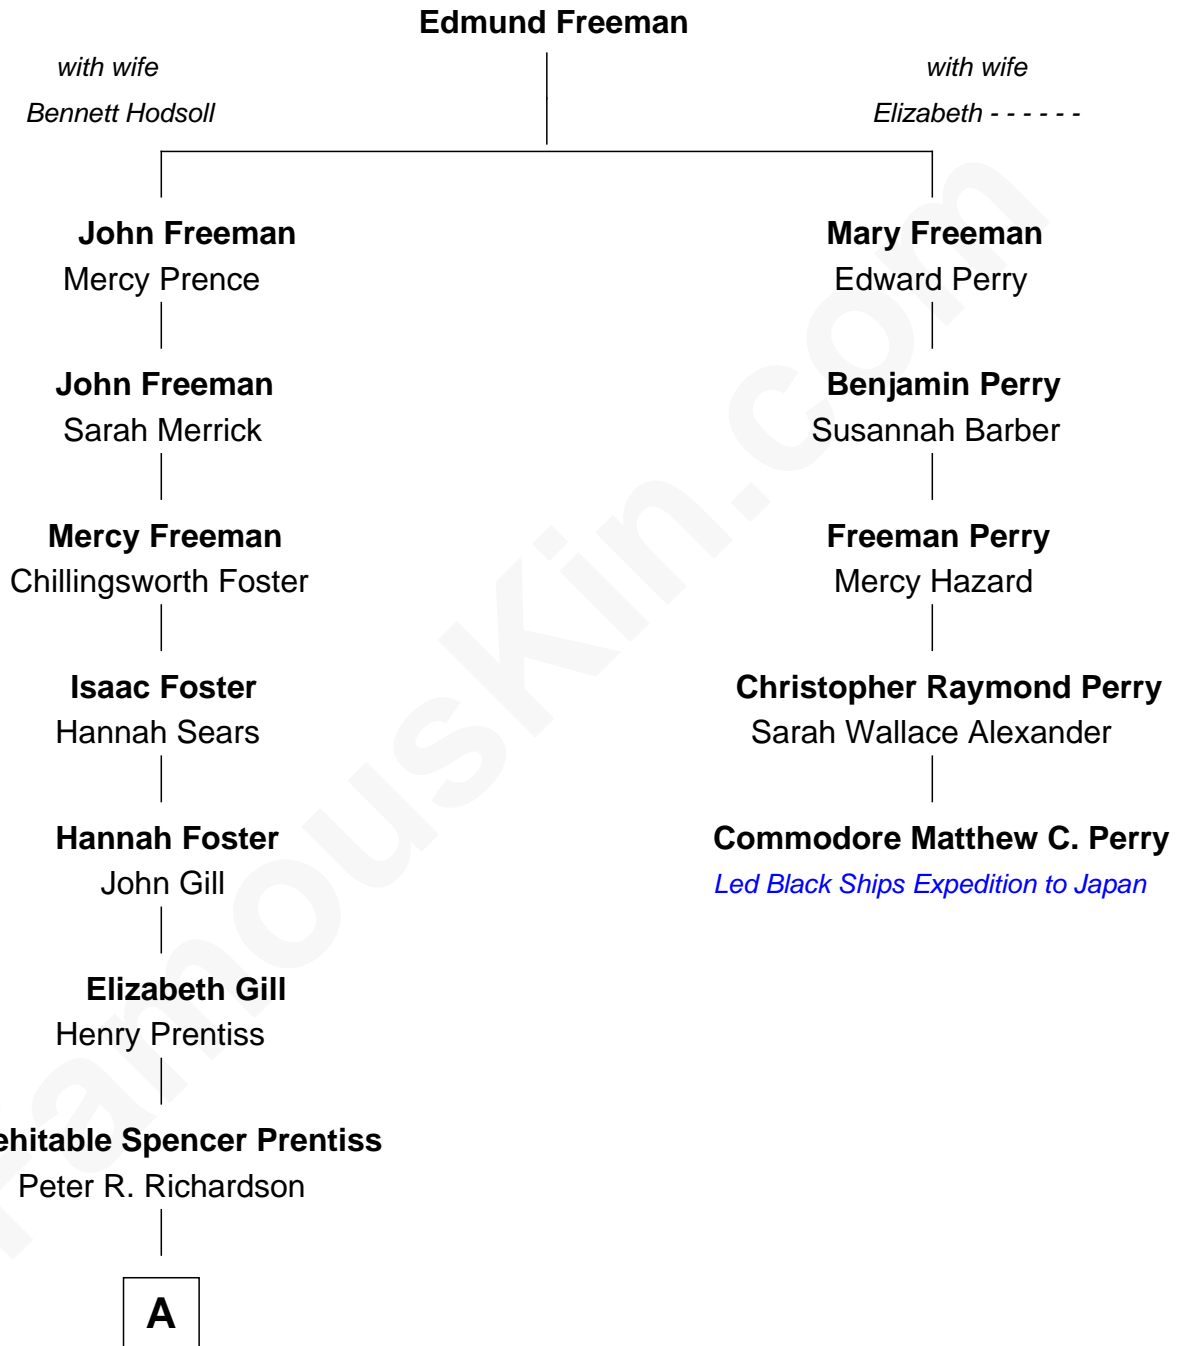 Edmund Freeman
with wife
Bennett Hodsoll
with wife
Elizabeth - - - - - -
John Freeman
Mercy Prence
Mary Freeman
Edward Perry
John Freeman
Sarah Merrick
Benjamin Perry
Susannah Barber
Mercy Freeman
Chillingsworth Foster
Freeman Perry
Mercy Hazard
Isaac Foster
Hannah Sears
Christopher Raymond Perry
Sarah Wallace Alexander
Hannah Foster
John Gill
Commodore Matthew C. Perry
Led Black Ships Expedition to Japan
Elizabeth Gill
Henry Prentiss
ehitable Spencer Prentiss
Peter R. Richardson
A
FamousKin.com